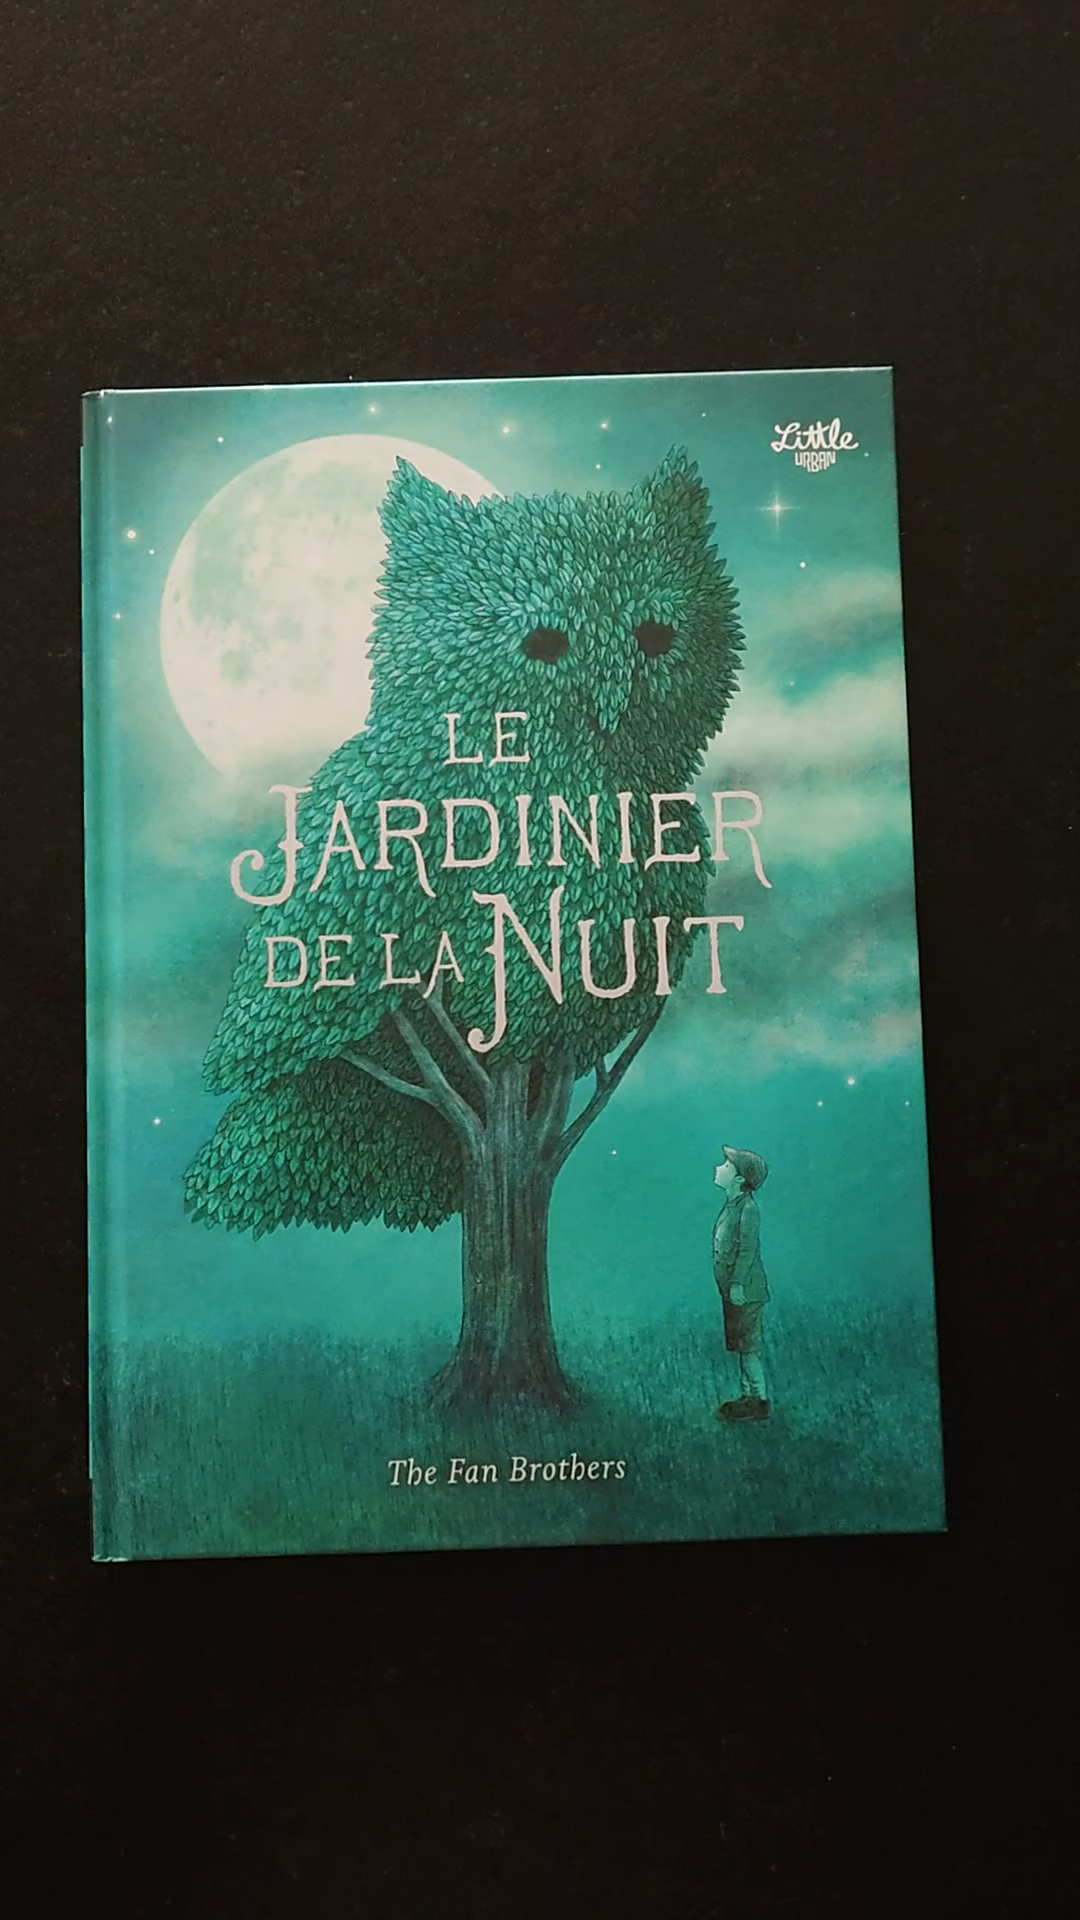 Little
URBAN
LE
JARDINIER
DE LA NUIT
The Fan Brothers